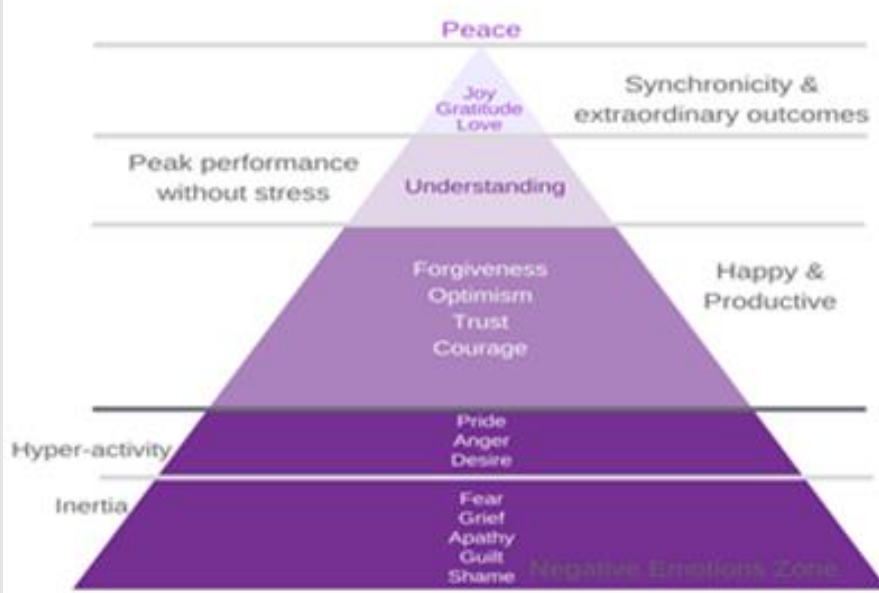 Peace
Joy
Gratitude
Love
Synchronicity &
extraordinary outcomes
Peak performance
without stress
Understanding
Forgiveness
Optimism
Trust
Courage
Happy &
Productive
Pride
Anger
Desire
Hyper-activity
Inertia
Fear
Grief
Apathy
Guilt
Shame
Negative Emotions Zone